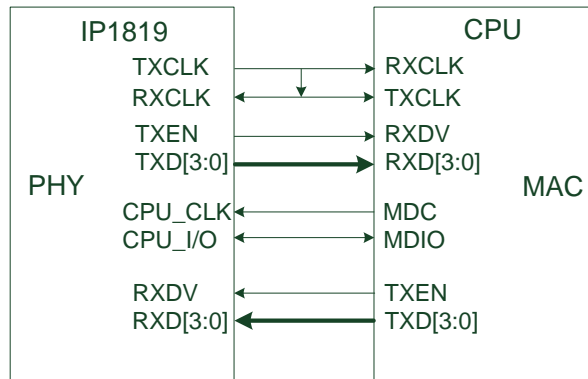 IP1819 CPU
TXCLK RXCLK
RXCLK TXCLK
TXEN RXDV
TXD[3:0] RXD[3:0]
PHY MAC
CPU_CLK MDC
CPU_I/O MDIO
RXDV TXEN
RXD[3:0] TXD[3:0]